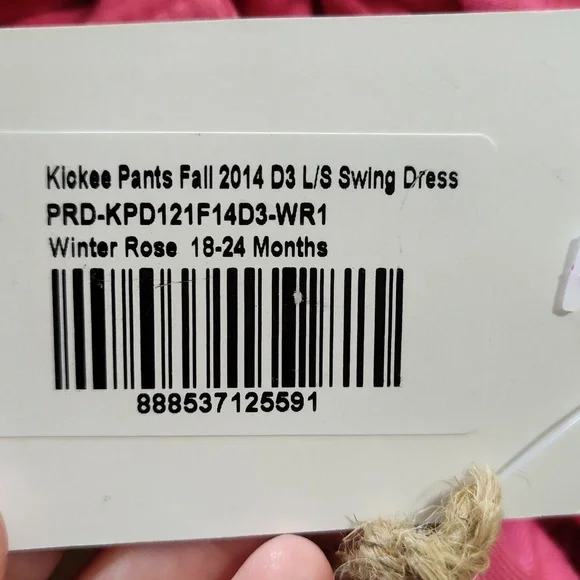 Kickee Pants Fall 2014 D3 L/S Swing Dress
PRD-KPD121F14D3-WR1
Winter Rose 18-24 Months
888537125591